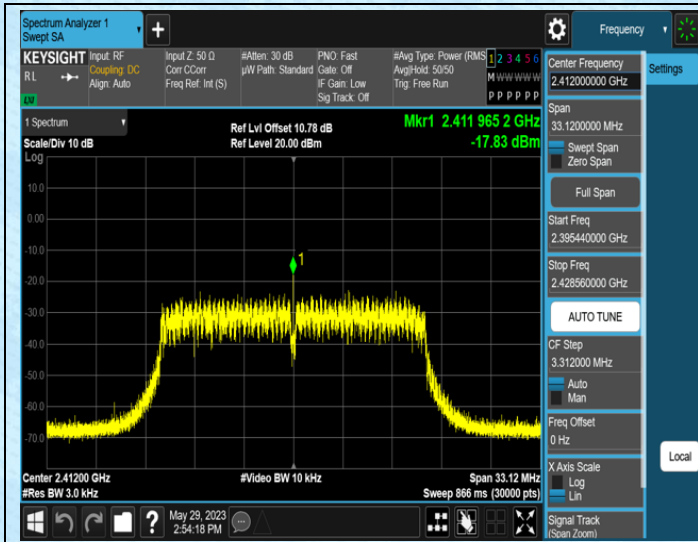 Spectrum Analyzer 1
Swept SA
+
Frequency
KEYSIGHT
R L
LXI
Input: RF
Coupling: DC
Align: Auto
Input Z: 50 Ω
Corr CCorr
Freq Ref: Int (S)
#Atten: 30 dB
µW Path: Standard
PNO: Fast
Gate: Off
IF Gain: Low
Sig Track: Off
#Avg Type: Power (RMS
Avg|Hold: 50/50
Trig: Free Run
1 2 3 4 5 6
M W W W W W
P P P P P P
1 Spectrum
Scale/Div 10 dB
Log
Ref Lvl Offset 10.78 dB
Ref Level 20.00 dBm
Mkr1 2.411 965 2 GHz
-17.83 dBm
1
10.0
0.00
-10.0
-20.0
-30.0
-40.0
-50.0
-60.0
-70.0
Center 2.41200 GHz
#Res BW 3.0 kHz
#Video BW 10 kHz
Span 33.12 MHz
Sweep 866 ms (30000 pts)
Center Frequency
2.412000000 GHz
Span
33.1200000 MHz
Swept Span
Zero Span
Full Span
Start Freq
2.395440000 GHz
Stop Freq
2.428560000 GHz
AUTO TUNE
CF Step
3.312000 MHz
Auto
Man
Freq Offset
0 Hz
X Axis Scale
Log
Lin
Signal Track
(Span Zoom)
Settings
Local
?
May 29, 2023
2:54:18 PM